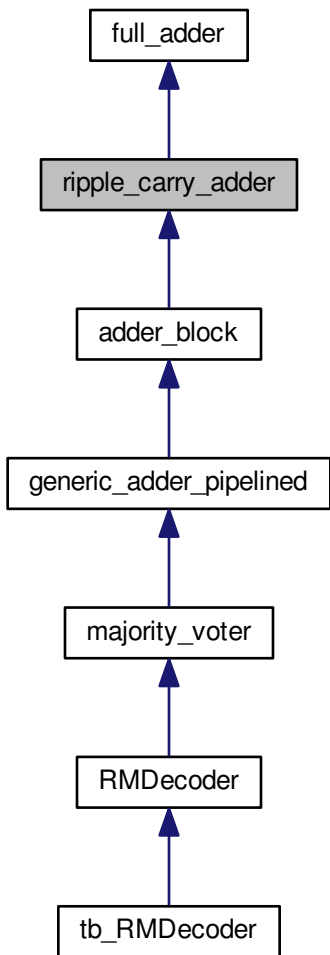 full_adder
ripple_carry_adder
adder_block
generic_adder_pipelined
majority_voter
RMDecoder
tb_RMDecoder